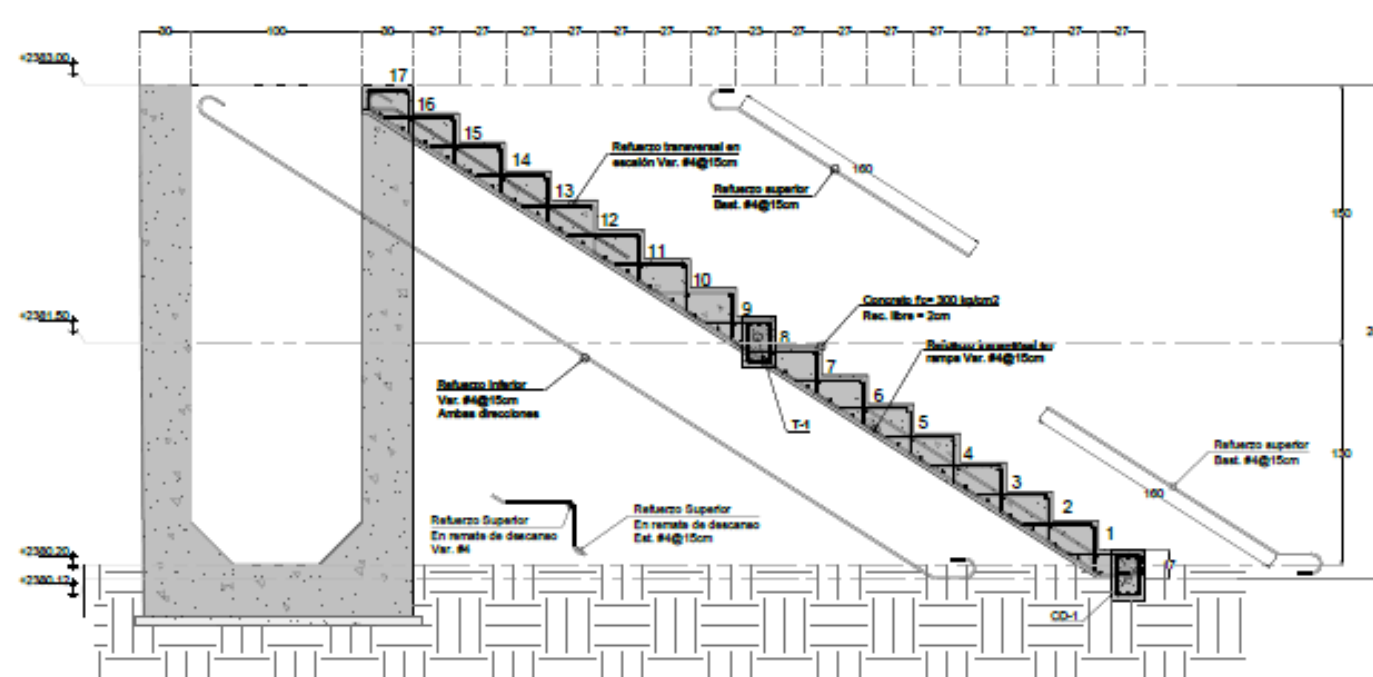 30 100 30 27 27 27 27 27 27 27 23 27 27 27 27 27 27 27 27
+2383.00
17
16
15
14
13
12
11
10
9
8
7
6
5
4
3
2
1
Refuerzo transversal en
escalón Var. #4@15cm
160
Refuerzo superior
Bast. #4@15cm
150
+2381.50
Concreto f'c= 300 kg/cm2
Rec. libre = 2cm
Refuerzo transversal en
rampa Var. #4@15cm
Refuerzo Inferior
Var. #4@15cm
Ambas direcciones
T-1
Refuerzo superior
Bast. #4@15cm
130
160
Refuerzo Superior
En remate de descanso
Var. #4
Refuerzo Superior
En remate de descanso
Est. #4@15cm
+2380.20
+2380.12
CD-1